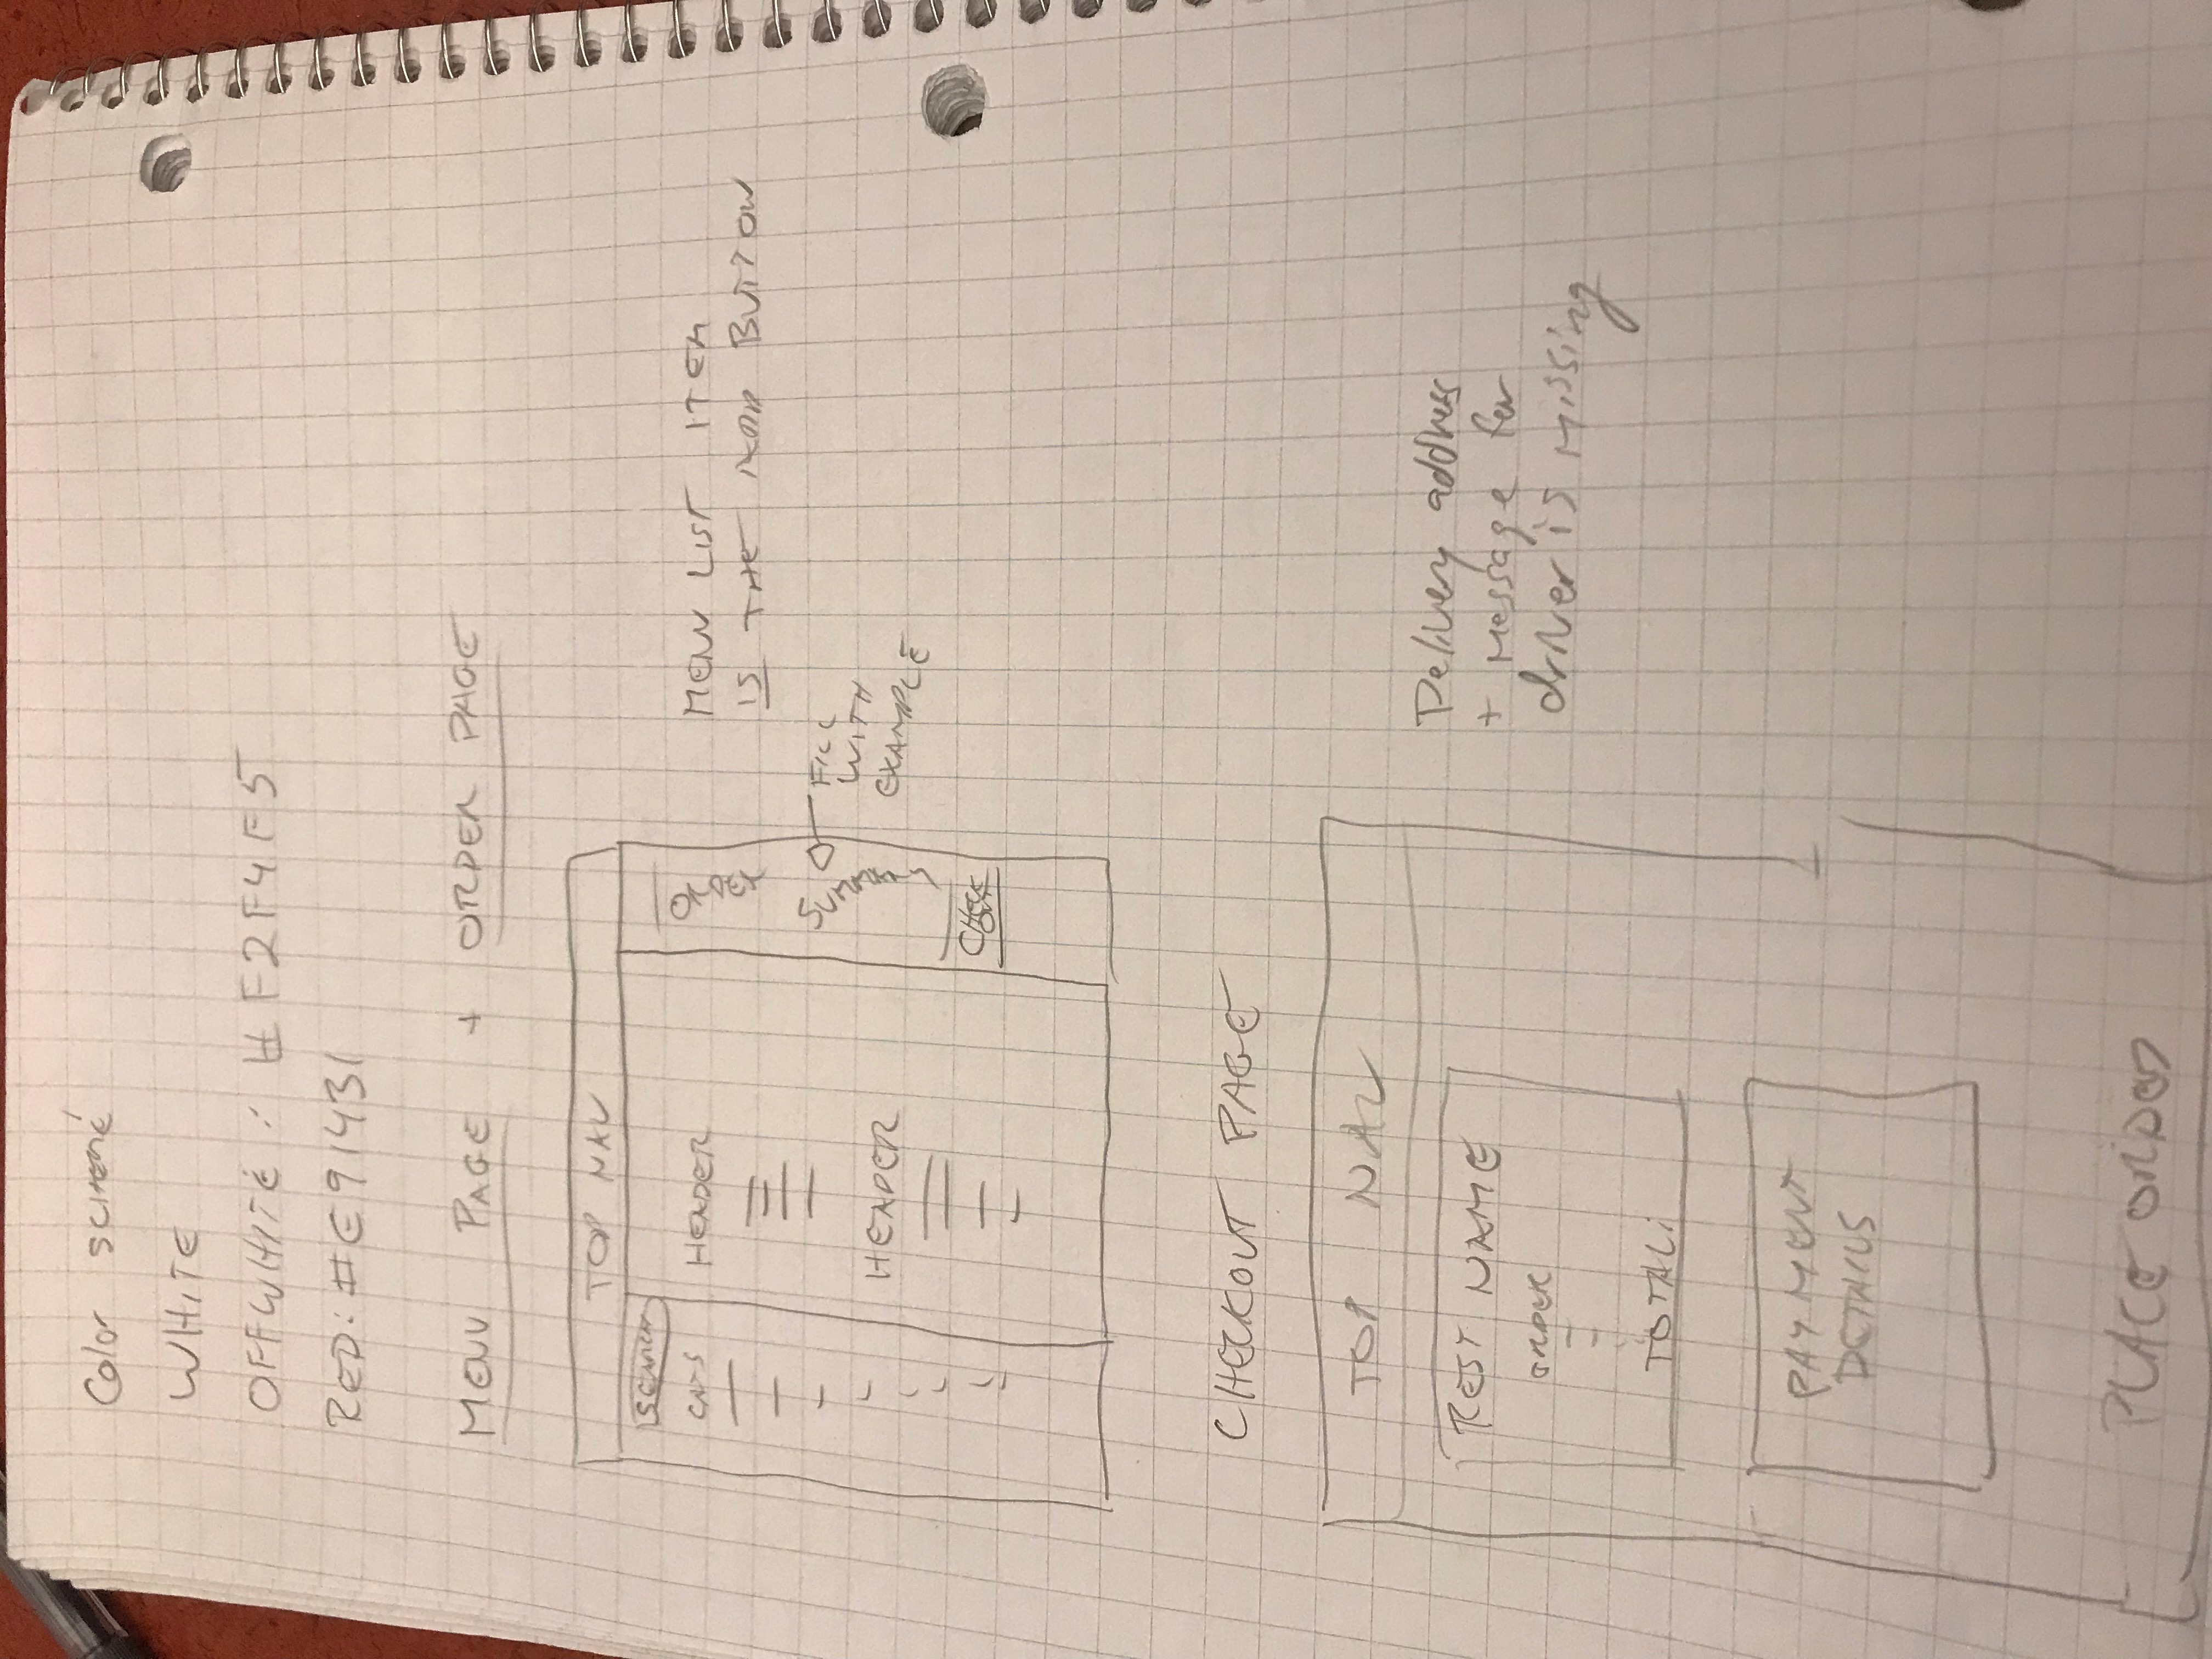 Color SCHEME
WHITE
OFFWHITE : #F2F4F5
RED: #E91431
MENU PAGE + ORDER PAGE
TOP NAV
SEARCH
CATS
HEADER
HEADER
ORDER
SUMMARY
CHECK
OUT
MENU LIST ITEM
IS THE ADD BUTTON
FILL
WITH
EXAMPLE
CHECKOUT PAGE
TOP NAV
REST NAME
ORDER
TOTAL:
PAYMENT
DETAILS
PLACE ORDER
Delivery address
+ Message for
driver is Missing